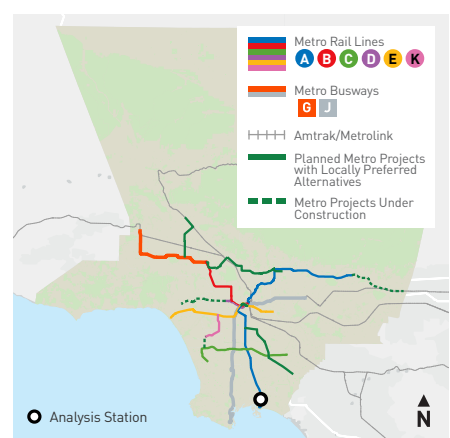 Metro Rail Lines
A B C D E K
Metro Busways
G J
Amtrak/Metrolink
Planned Metro Projects
with Locally Preferred
Alternatives
Metro Projects Under
Construction
Analysis Station
N